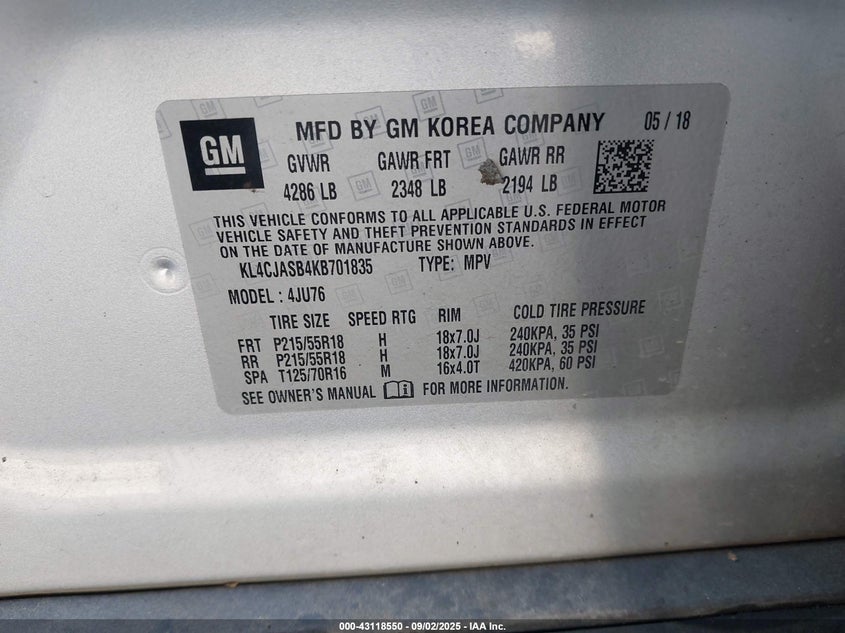 GM
MFD BY GM KOREA COMPANY 05 / 18
GVWR GAWR FRT GAWR RR
4286 LB 2348 LB 2194 LB
THIS VEHICLE CONFORMS TO ALL APPLICABLE U.S. FEDERAL MOTOR
VEHICLE SAFETY AND THEFT PREVENTION STANDARDS IN EFFECT
ON THE DATE OF MANUFACTURE SHOWN ABOVE.
KL4CJASB4KB701835 TYPE: MPV
MODEL : 4JU76
TIRE SIZE SPEED RTG RIM COLD TIRE PRESSURE
FRT P215/55R18 H 18x7.0J 240KPA, 35 PSI
RR P215/55R18 H 18x7.0J 240KPA, 35 PSI
SPA T125/70R16 M 16x4.0T 420KPA, 60 PSI
SEE OWNER'S MANUAL FOR MORE INFORMATION.
000-43118550 - 09/02/2025 - IAA Inc.